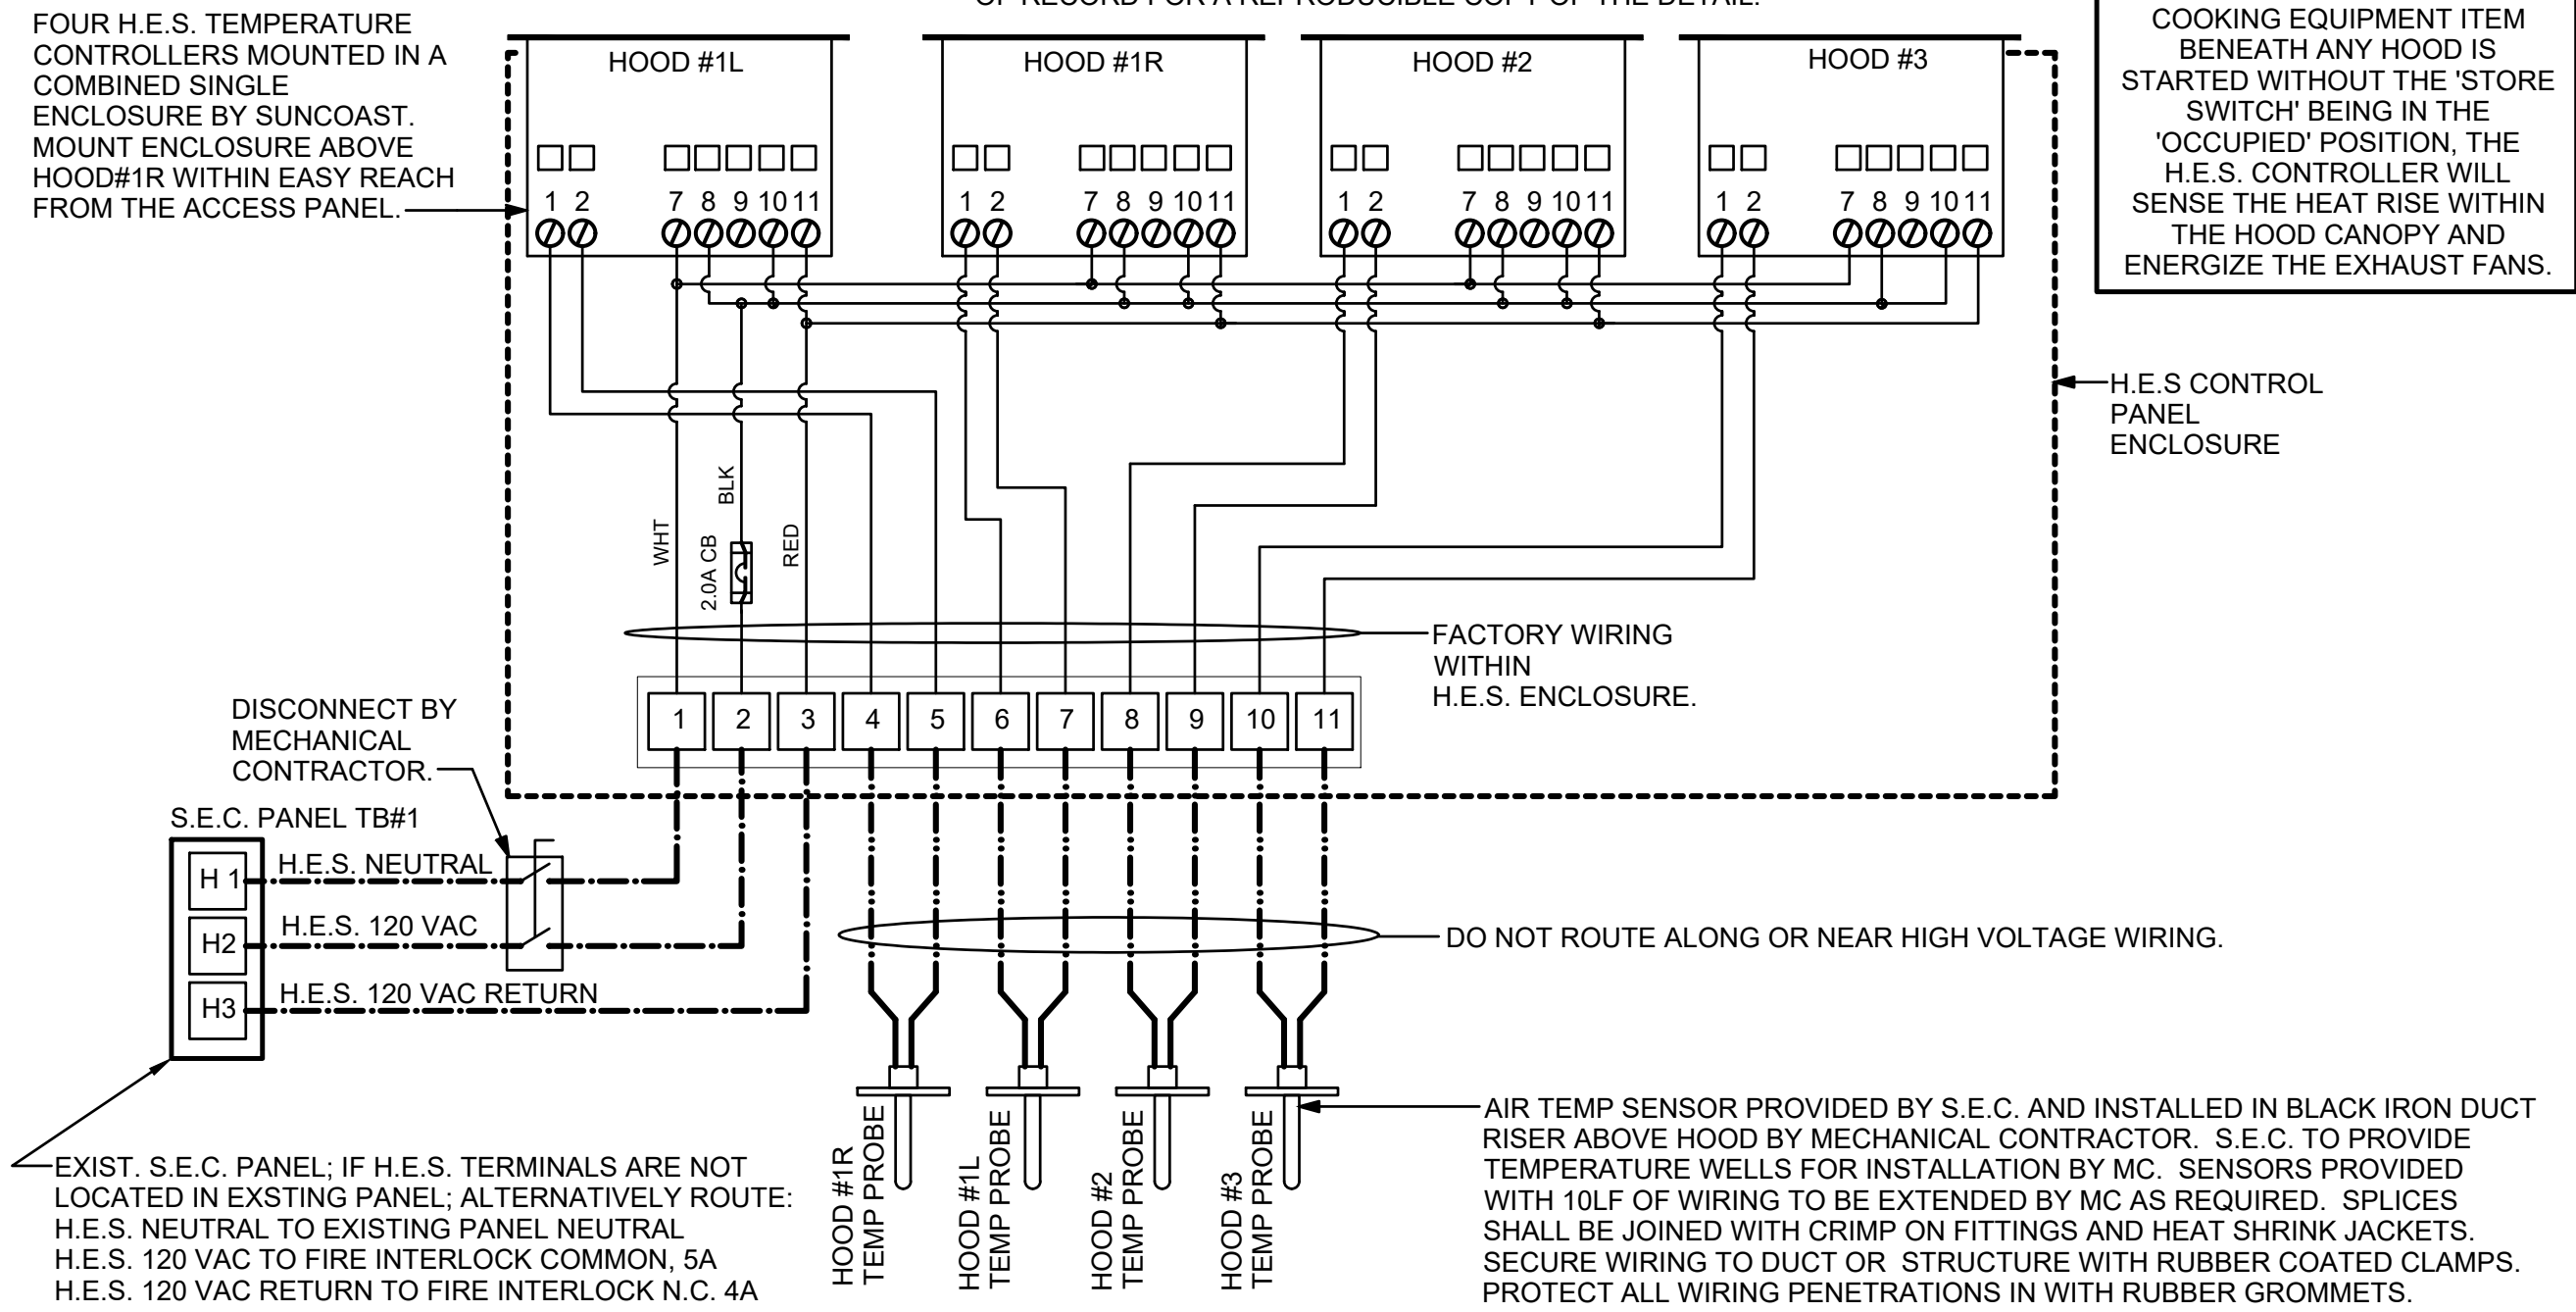 OF RECORD FOR A REPRODUCIBLE COPY OF THE DETAIL.
FOUR H.E.S. TEMPERATURE
CONTROLLERS MOUNTED IN A
COMBINED SINGLE
ENCLOSURE BY SUNCOAST.
MOUNT ENCLOSURE ABOVE
HOOD#1R WITHIN EASY REACH
FROM THE ACCESS PANEL.
HOOD #1L
1 2 7 8 9 10 11
HOOD #1R
1 2 7 8 9 10 11
HOOD #2
1 2 7 8 9 10 11
HOOD #3
1 2 7 8 9 10 11
COOKING EQUIPMENT ITEM
BENEATH ANY HOOD IS
STARTED WITHOUT THE 'STORE
SWITCH' BEING IN THE
'OCCUPIED' POSITION, THE
H.E.S. CONTROLLER WILL
SENSE THE HEAT RISE WITHIN
THE HOOD CANOPY AND
ENERGIZE THE EXHAUST FANS.
H.E.S CONTROL
PANEL
ENCLOSURE
WHT
2.0A CB
BLK
RED
FACTORY WIRING
WITHIN
H.E.S. ENCLOSURE.
1 2 3 4 5 6 7 8 9 10 11
DISCONNECT BY
MECHANICAL
CONTRACTOR.
S.E.C. PANEL TB#1
H 1
H.E.S. NEUTRAL
H2
H.E.S. 120 VAC
H3
H.E.S. 120 VAC RETURN
DO NOT ROUTE ALONG OR NEAR HIGH VOLTAGE WIRING.
HOOD #1R
TEMP PROBE
HOOD #1L
TEMP PROBE
HOOD #2
TEMP PROBE
HOOD #3
TEMP PROBE
EXIST. S.E.C. PANEL; IF H.E.S. TERMINALS ARE NOT
LOCATED IN EXSTING PANEL; ALTERNATIVELY ROUTE:
H.E.S. NEUTRAL TO EXISTING PANEL NEUTRAL
H.E.S. 120 VAC TO FIRE INTERLOCK COMMON, 5A
H.E.S. 120 VAC RETURN TO FIRE INTERLOCK N.C. 4A
AIR TEMP SENSOR PROVIDED BY S.E.C. AND INSTALLED IN BLACK IRON DUCT
RISER ABOVE HOOD BY MECHANICAL CONTRACTOR. S.E.C. TO PROVIDE
TEMPERATURE WELLS FOR INSTALLATION BY MC. SENSORS PROVIDED
WITH 10LF OF WIRING TO BE EXTENDED BY MC AS REQUIRED. SPLICES
SHALL BE JOINED WITH CRIMP ON FITTINGS AND HEAT SHRINK JACKETS.
SECURE WIRING TO DUCT OR STRUCTURE WITH RUBBER COATED CLAMPS.
PROTECT ALL WIRING PENETRATIONS IN WITH RUBBER GROMMETS.